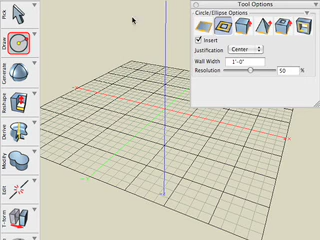 Pick
Draw
Generate
Reshape
Derive
Modify
Edit
T-form
Tool Options
Circle/Ellipse Options
Insert
Justification Center
Wall Width 1'-0"
Resolution 50 %